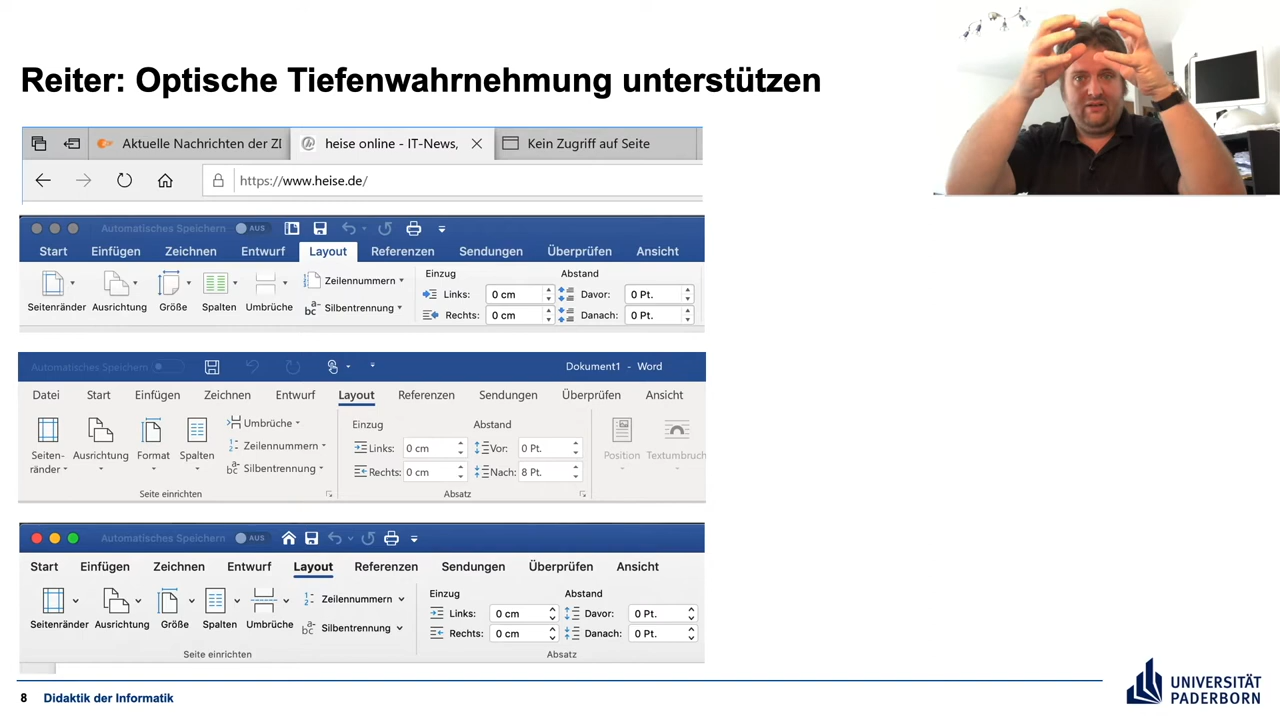 Reiter: Optische Tiefenwahrnehmung unterstützen
Aktuelle Nachrichten der ZI
heise online - IT-News,
Kein Zugriff auf Seite
https://www.heise.de/
Automatisches Speichern AUS
Start Einfügen Zeichnen Entwurf Layout Referenzen Sendungen Überprüfen Ansicht
Seitenränder Ausrichtung Größe Spalten Umbrüche
Zeilennummern
abc Silbentrennung
Einzug
Links: 0 cm
Rechts: 0 cm
Abstand
Davor: 0 Pt.
Danach: 0 Pt.
Automatisches Speichern
Dokument1 - Word
Datei Start Einfügen Zeichnen Entwurf Layout Referenzen Sendungen Überprüfen Ansicht
Seiten-
ränder
Ausrichtung Format Spalten
Umbrüche
Zeilennummern
abc Silbentrennung
Seite einrichten
Einzug
Links: 0 cm
Rechts: 0 cm
Abstand
Vor: 0 Pt.
Nach: 8 Pt.
Absatz
Position Textumbruch
Automatisches Speichern AUS
Start Einfügen Zeichnen Entwurf Layout Referenzen Sendungen Überprüfen Ansicht
Seitenränder Ausrichtung Größe Spalten Umbrüche
Zeilennummern
abc Silbentrennung
Seite einrichten
Einzug
Links: 0 cm
Rechts: 0 cm
Abstand
Davor: 0 Pt.
Danach: 0 Pt.
Absatz
8 Didaktik der Informatik
UNIVERSITÄT
PADERBORN